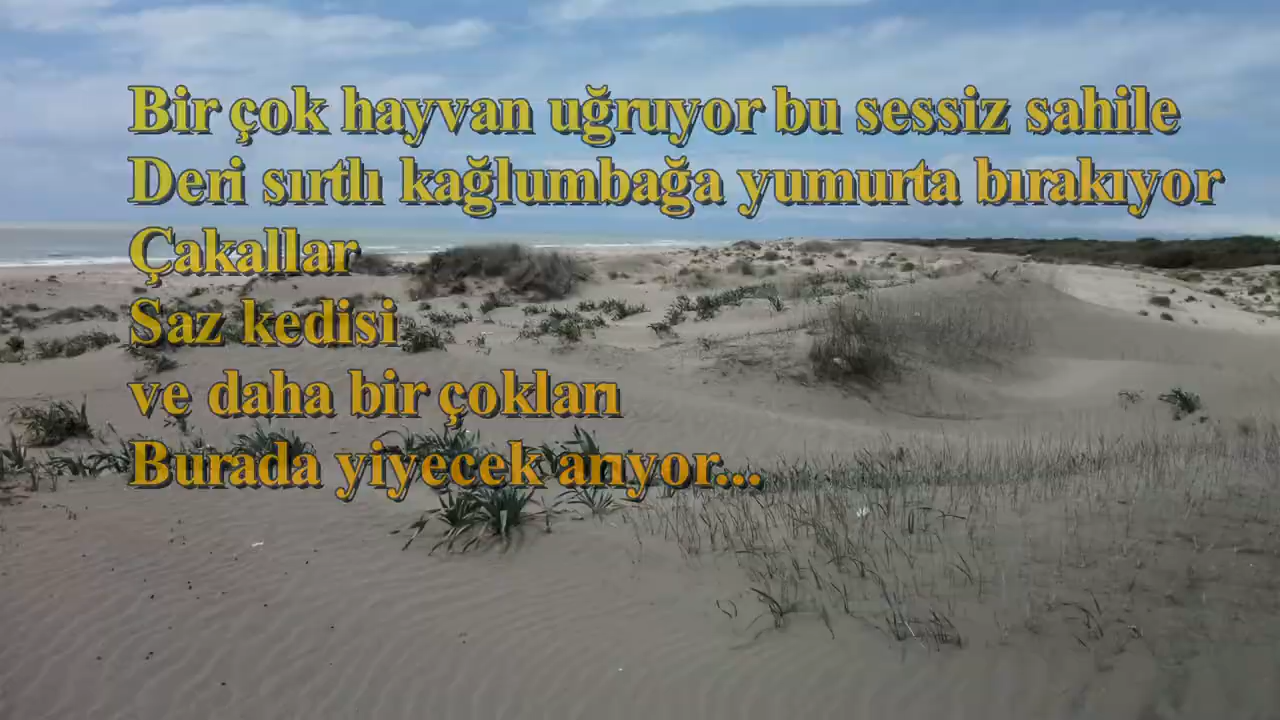 Bir çok hayvan uğruyor bu sessiz sahile
Deri sırtlı kağlumbağa yumurta bırakıyor
Çakallar
Saz kedisi
ve daha bir çokları
Burada yiyecek arıyor...